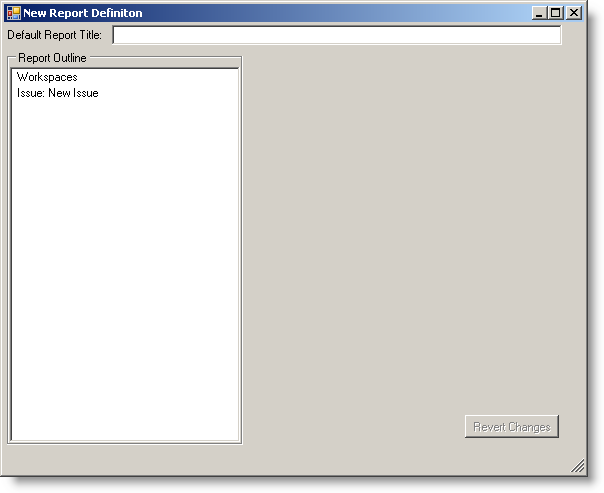 New Report Definiton
Default Report Title:
Report Outline
Workspaces
Issue: New Issue
Revert Changes